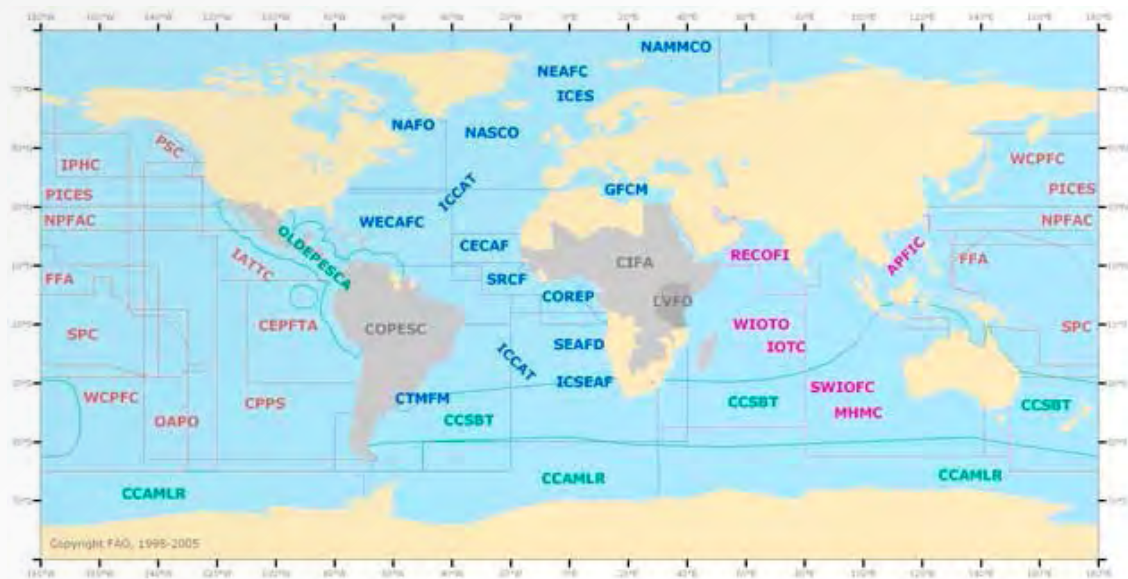 NAMMCO
NEAFC
ICES
NAFO
NASCO
PSC
IPHC
WCPFC
PICES
ICCAT
GFCM
PICES
NPFAC
WECAFC
NPFAC
OLDEPESCA
CECAF
RECOFI
APFIC
IATTC
CIFA
FFA
FFA
SRCF
COREP
LVFO
SPC
CEPFTA
COPESC
WIOTO
SPC
SEAFD
IOTC
ICCAT
ICSEAF
SWIOFC
WCPFC
CPPS
CTMFM
CCSBT
CCSBT
MHMC
CCSBT
OAPO
CCAMLR
CCAMLR
CCAMLR
Copyright FAO, 1995-2005